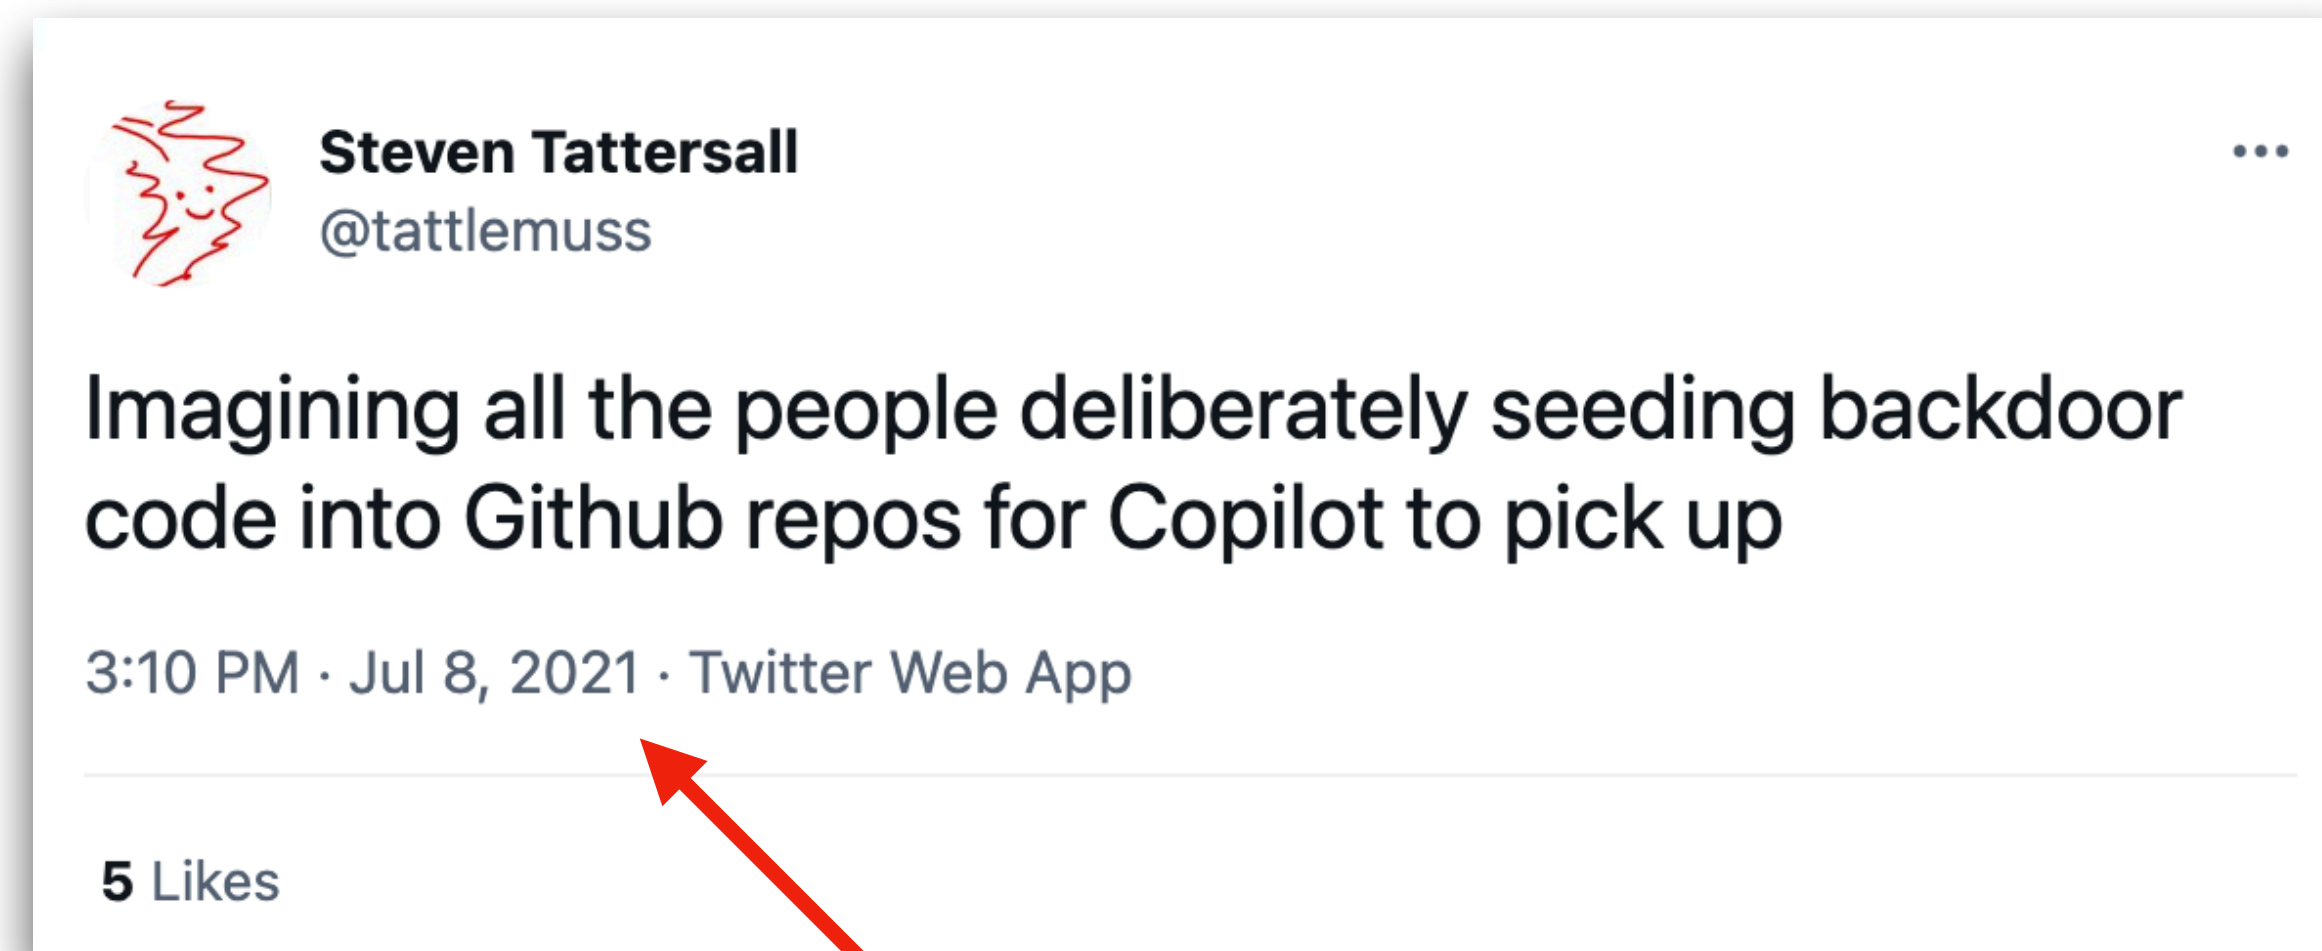 Steven Tattersall
@tattlemuss
Imagining all the people deliberately seeding backdoor
code into Github repos for Copilot to pick up
3:10 PM · Jul 8, 2021 · Twitter Web App
5 Likes